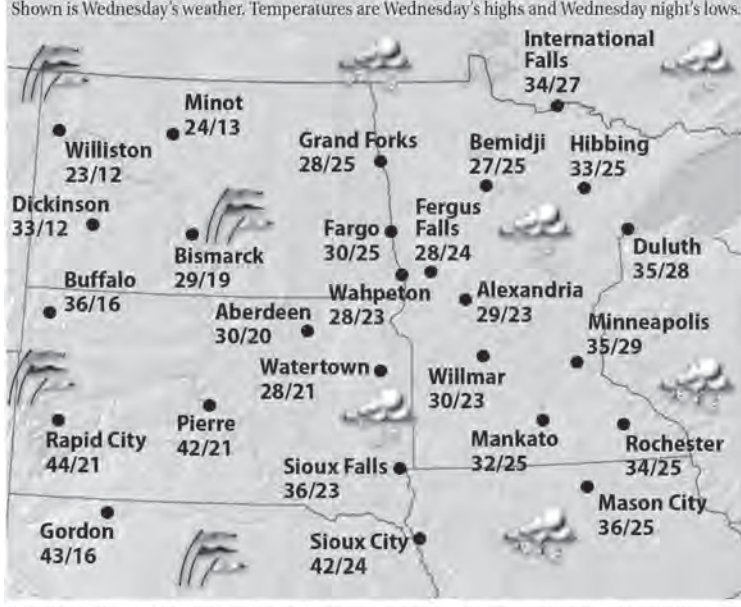 Shown is Wednesday's weather. Temperatures are Wednesday's highs and Wednesday night's lows.
International
Falls
34/27
Minot
24/13
Williston
23/12
Grand Forks
28/25
Bemidji
27/25
Hibbing
33/25
Dickinson
33/12
Bismarck
29/19
Fargo
30/25
Fergus
Falls
28/24
Duluth
35/28
Buffalo
36/16
Aberdeen
30/20
Wahpeton
28/23
Alexandria
29/23
Minneapolis
35/29
Watertown
28/21
Willmar
30/23
Rapid City
44/21
Pierre
42/21
Mankato
32/25
Rochester
34/25
Sioux Falls
36/23
Mason City
36/25
Gordon
43/16
Sioux City
42/24